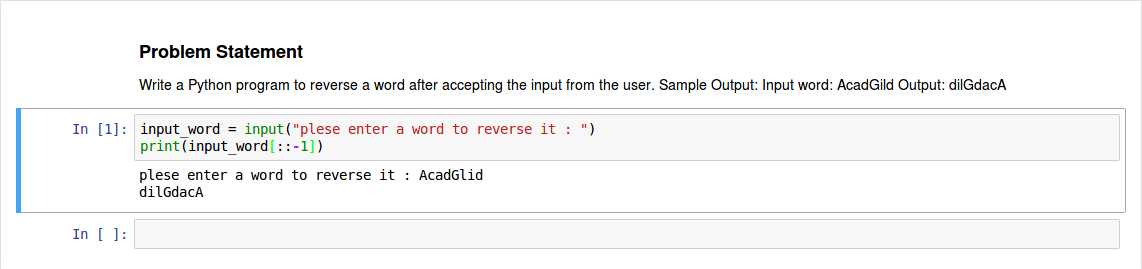 Problem Statement
Write a Python program to reverse a word after accepting the input from the user. Sample Output: Input word: AcadGild Output: dilGdacA
In [1]: input_word = input("plese enter a word to reverse it : ")
print(input_word[::-1])
plese enter a word to reverse it : AcadGlid
dilGdacA
In [ ]: